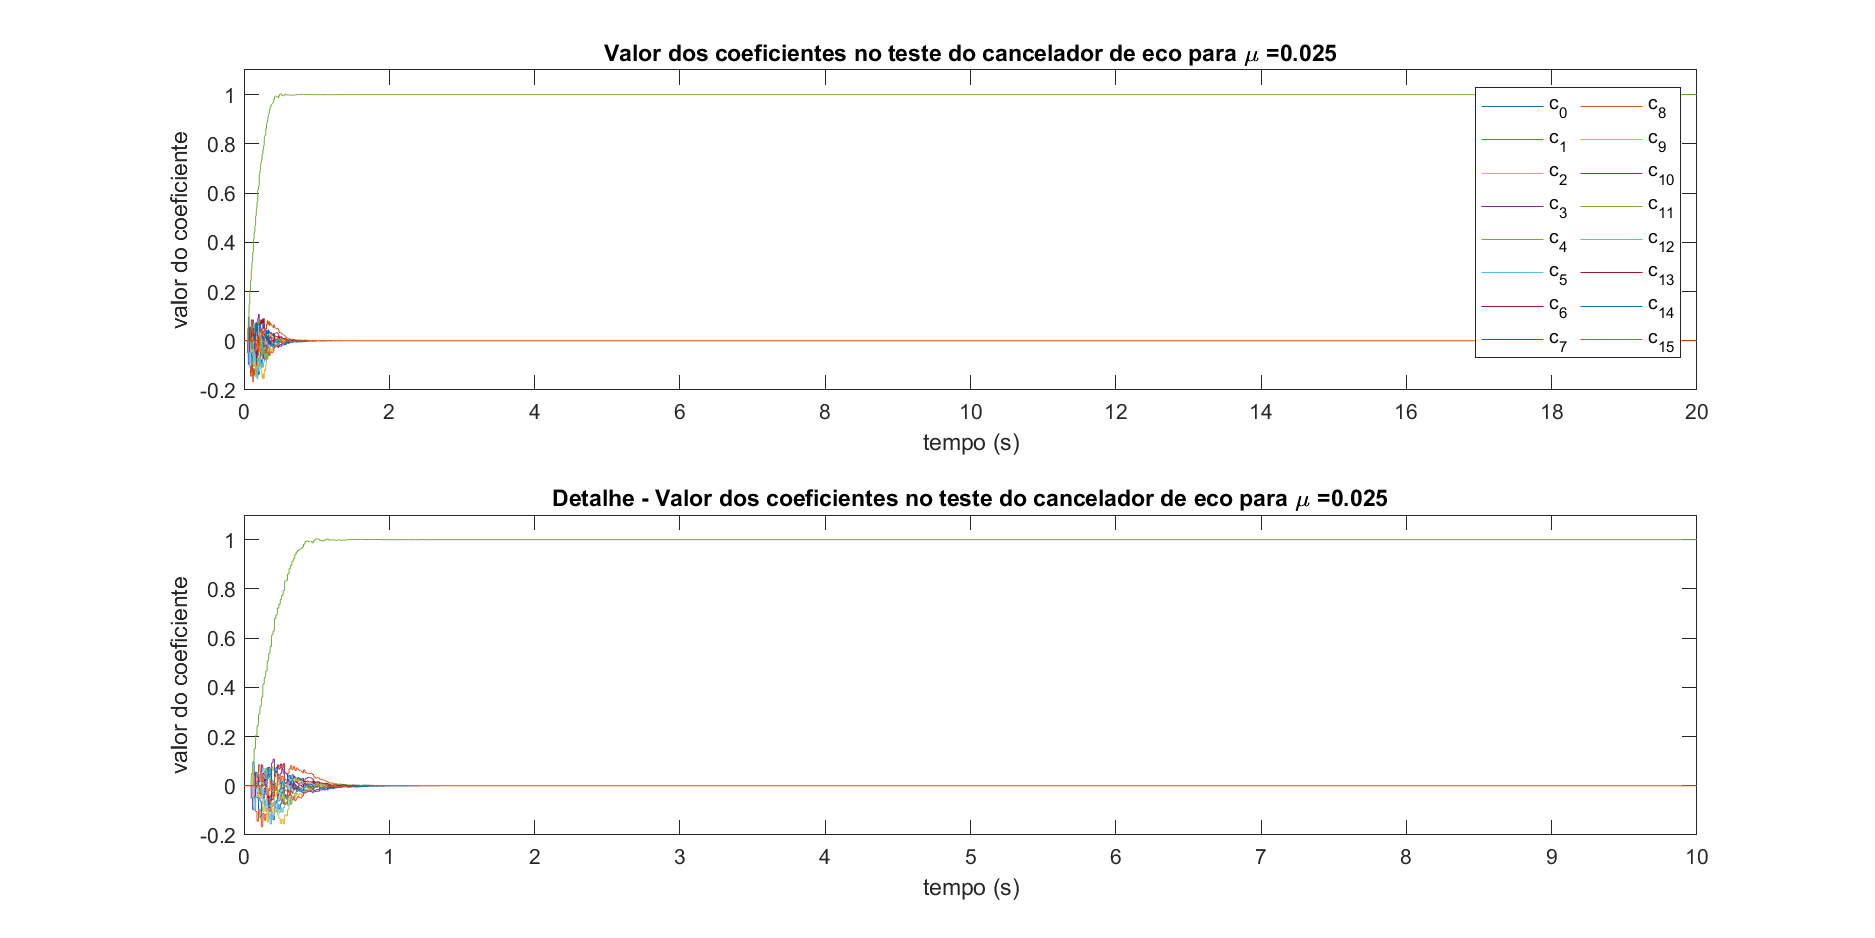 Valor dos coeficientes no teste do cancelador de eco para μ =0.025
valor do coeficiente
1
0.8
0.6
0.4
0.2
0
-0.2
c0 c8
c1 c9
c2 c10
c3 c11
c4 c12
c5 c13
c6 c14
c7 c15
0 2 4 6 8 10 12 14 16 18 20
tempo (s)
Detalhe - Valor dos coeficientes no teste do cancelador de eco para μ =0.025
valor do coeficiente
1
0.8
0.6
0.4
0.2
0
-0.2
0 1 2 3 4 5 6 7 8 9 10
tempo (s)